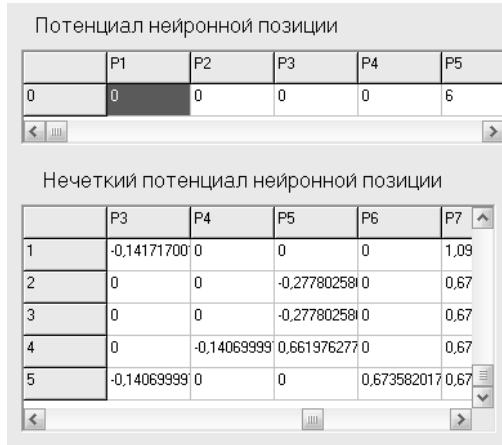 Потенциал нейронной позиции
P1 P2 P3 P4 P5
0 0 0 0 0 6
Нечеткий потенциал нейронной позиции
P3 P4 P5 P6 P7
1 -0,14171700 0 0 0 1,09
2 0 0 -0,27780258 0 0,67
3 0 0 -0,27780258 0 0,67
4 0 -0,14069999 0,661976277 0 0,67
5 -0,14069999 0 0 0,673582017 0,67